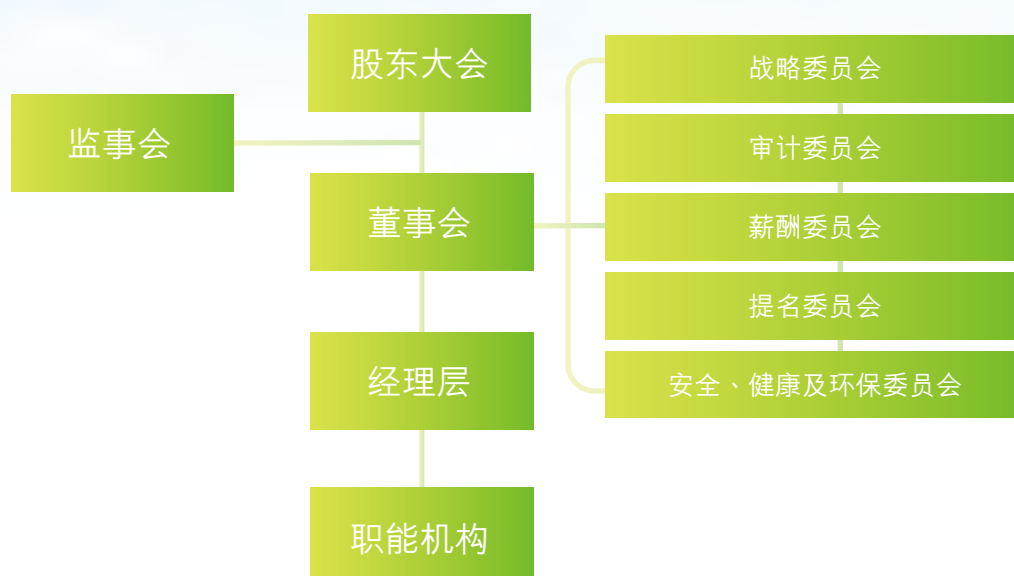 股东大会
监事会
董事会
经理层
职能机构
战略委员会
审计委员会
薪酬委员会
提名委员会
安全、健康及环保委员会